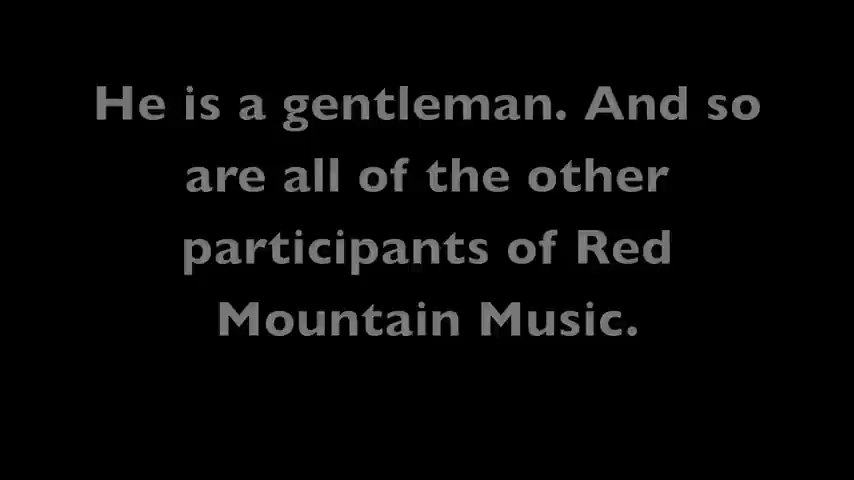 He is a gentleman. And so
are all of the other
participants of Red
Mountain Music.